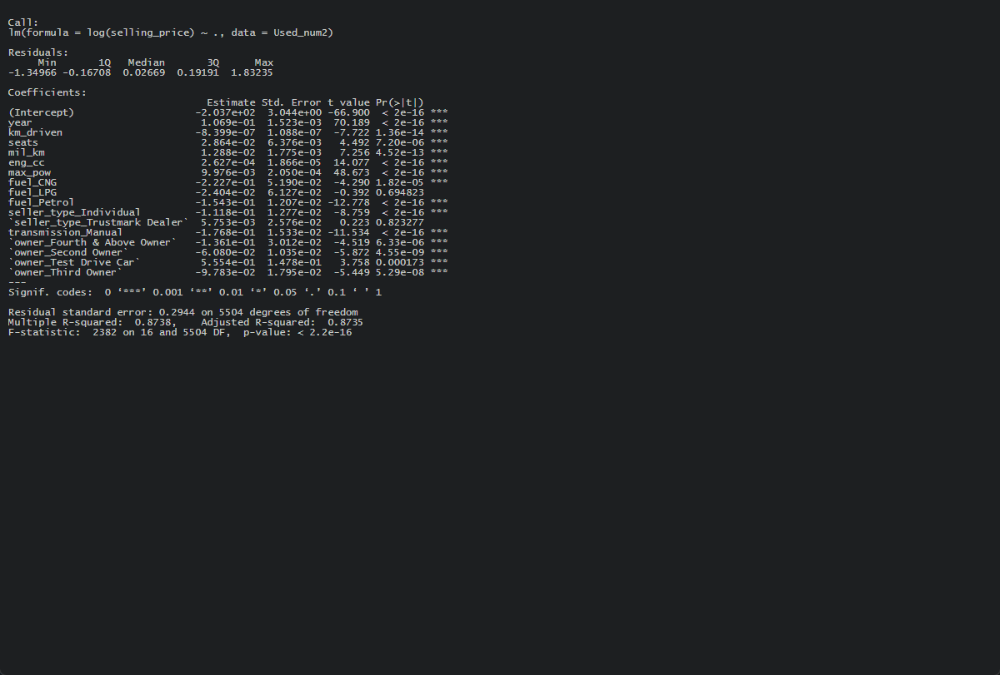 Call:
lm(formula = log(selling_price) ~ ., data = Used_num2)
Residuals:
     Min       1Q   Median       3Q      Max
-1.34966 -0.16708  0.02669  0.19191  1.83235
Coefficients:
                                 Estimate Std. Error t value Pr(>|t|)
(Intercept)                    -2.037e+02  3.044e+00 -66.900  < 2e-16 ***
year                            1.069e-01  1.523e-03  70.189  < 2e-16 ***
km_driven                      -8.399e-07  1.088e-07  -7.722 1.36e-14 ***
seats                           2.864e-02  6.376e-03   4.492 7.20e-06 ***
mil_km                          1.288e-02  1.775e-03   7.256 4.52e-13 ***
eng_cc                          2.627e-04  1.866e-05  14.077  < 2e-16 ***
max_pow                         9.976e-03  2.050e-04  48.673  < 2e-16 ***
fuel_CNG                       -2.227e-01  5.190e-02  -4.290 1.82e-05 ***
fuel_LPG                       -2.404e-02  6.127e-02  -0.392 0.694823
fuel_Petrol                    -1.543e-01  1.207e-02 -12.778  < 2e-16 ***
seller_type_Individual         -1.118e-01  1.277e-02  -8.759  < 2e-16 ***
`seller_type_Trustmark Dealer`  5.753e-03  2.576e-02   0.223 0.823277
transmission_Manual            -1.768e-01  1.533e-02 -11.534  < 2e-16 ***
`owner_Fourth & Above Owner`   -1.361e-01  3.012e-02  -4.519 6.33e-06 ***
`owner_Second Owner`           -6.080e-02  1.035e-02  -5.872 4.55e-09 ***
`owner_Test Drive Car`          5.554e-01  1.478e-01   3.758 0.000173 ***
`owner_Third Owner`            -9.783e-02  1.795e-02  -5.449 5.29e-08 ***
---
Signif. codes:  0 ‘***’ 0.001 ‘**’ 0.01 ‘*’ 0.05 ‘.’ 0.1 ‘ ’ 1
Residual standard error: 0.2944 on 5504 degrees of freedom
Multiple R-squared:  0.8738,    Adjusted R-squared:  0.8735
F-statistic:  2382 on 16 and 5504 DF,  p-value: < 2.2e-16